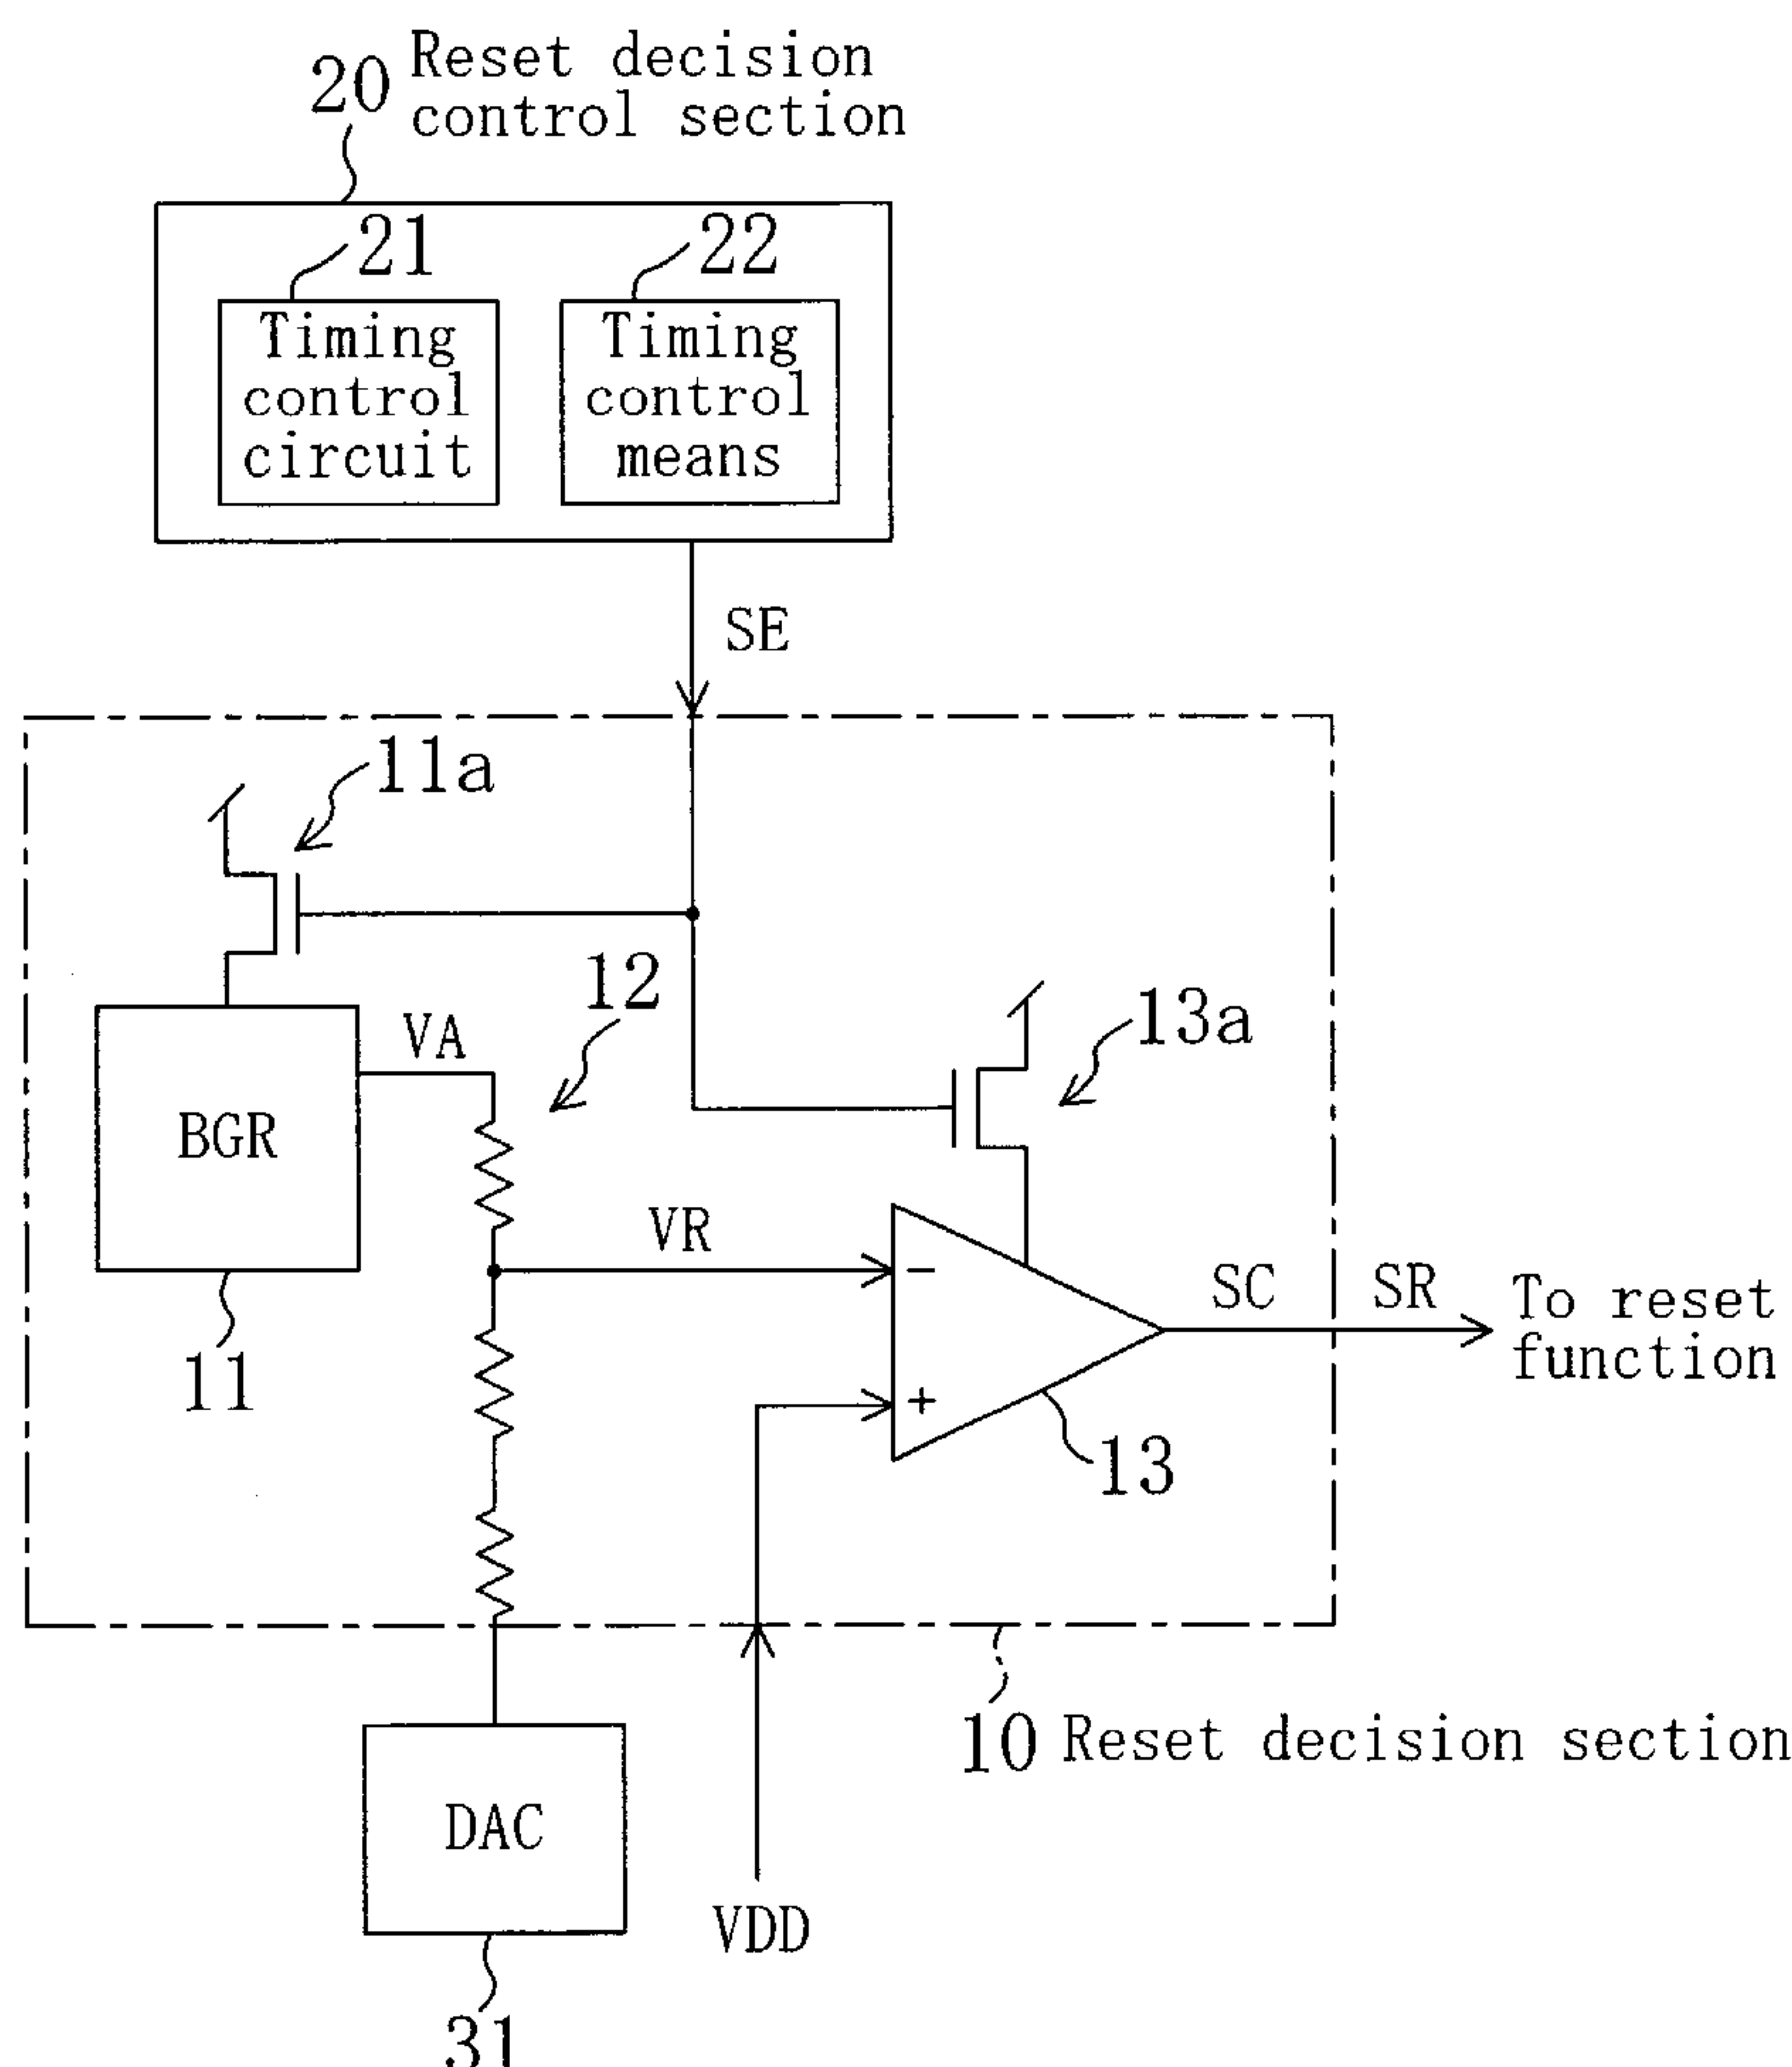 20 Reset decision
control section
21
22
Timing
control
circuit
Timing
control
means
SE
11a
12
13a
VA
BGR
VR
-
+
SC
SR
To reset
function
11
13
10 Reset decision section
DAC
VDD
31